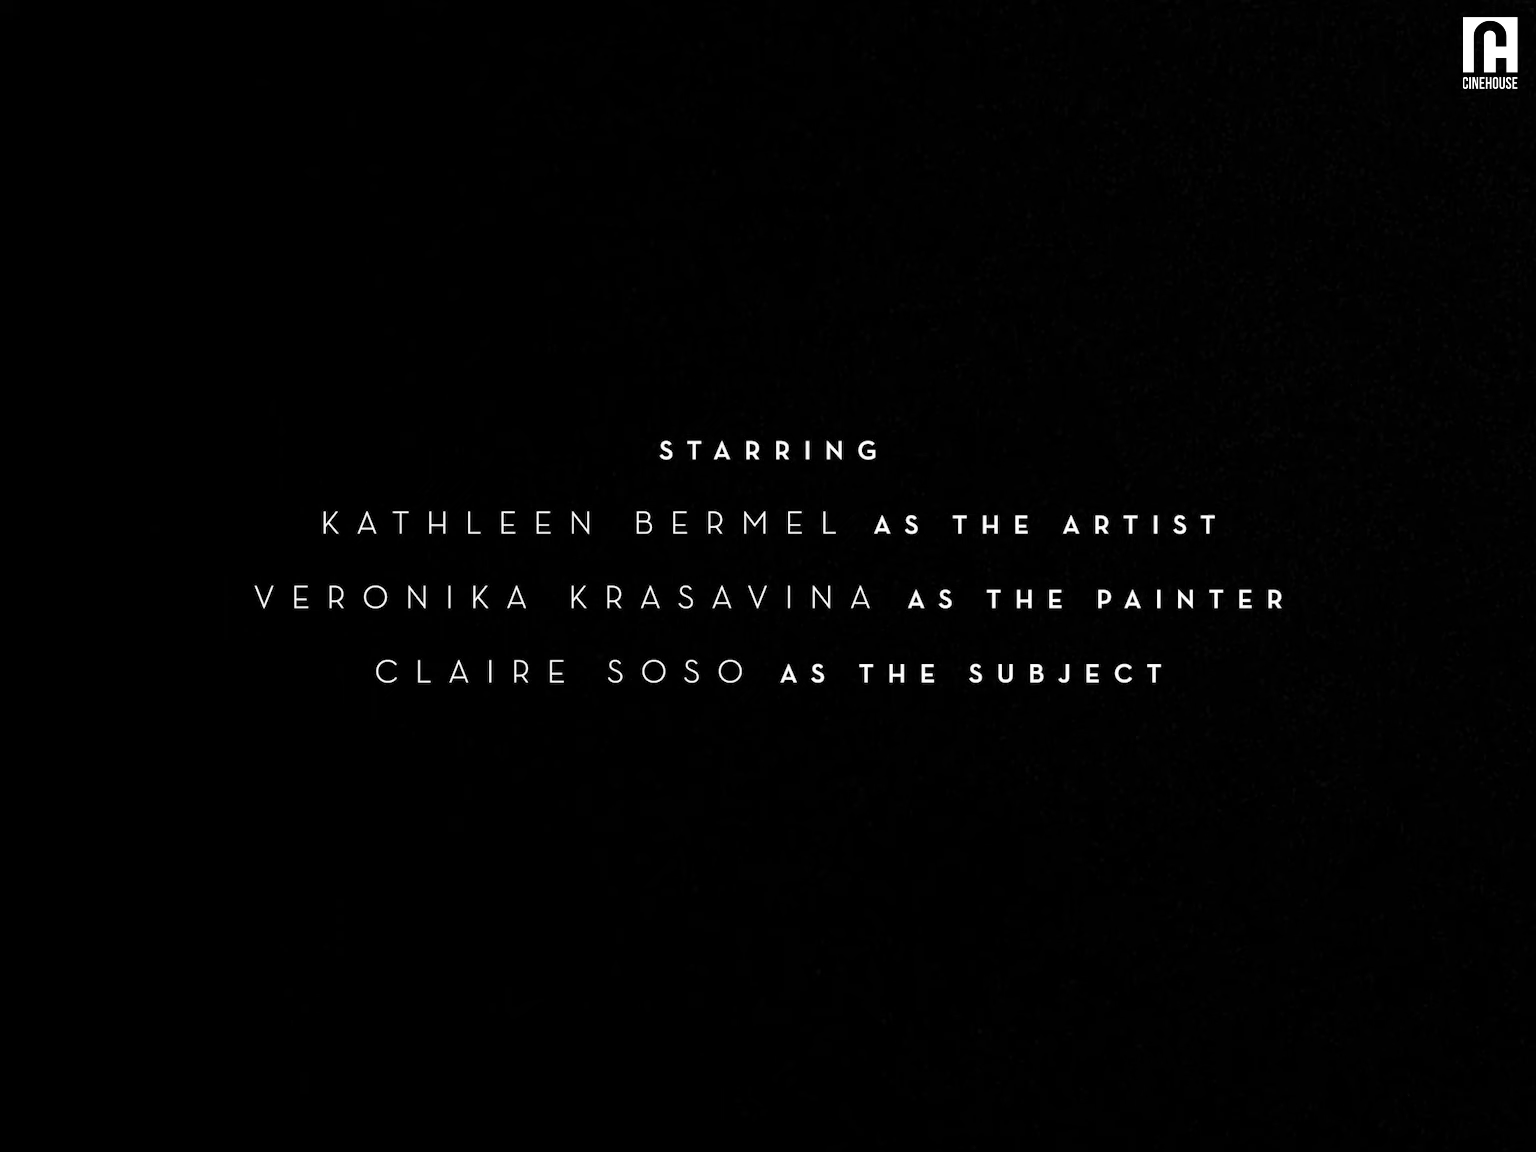 CINEHOUSE
STARRING
KATHLEEN BERMEL AS THE ARTIST
VERONIKA KRASAVINA AS THE PAINTER
CLAIRE SOSO AS THE SUBJECT